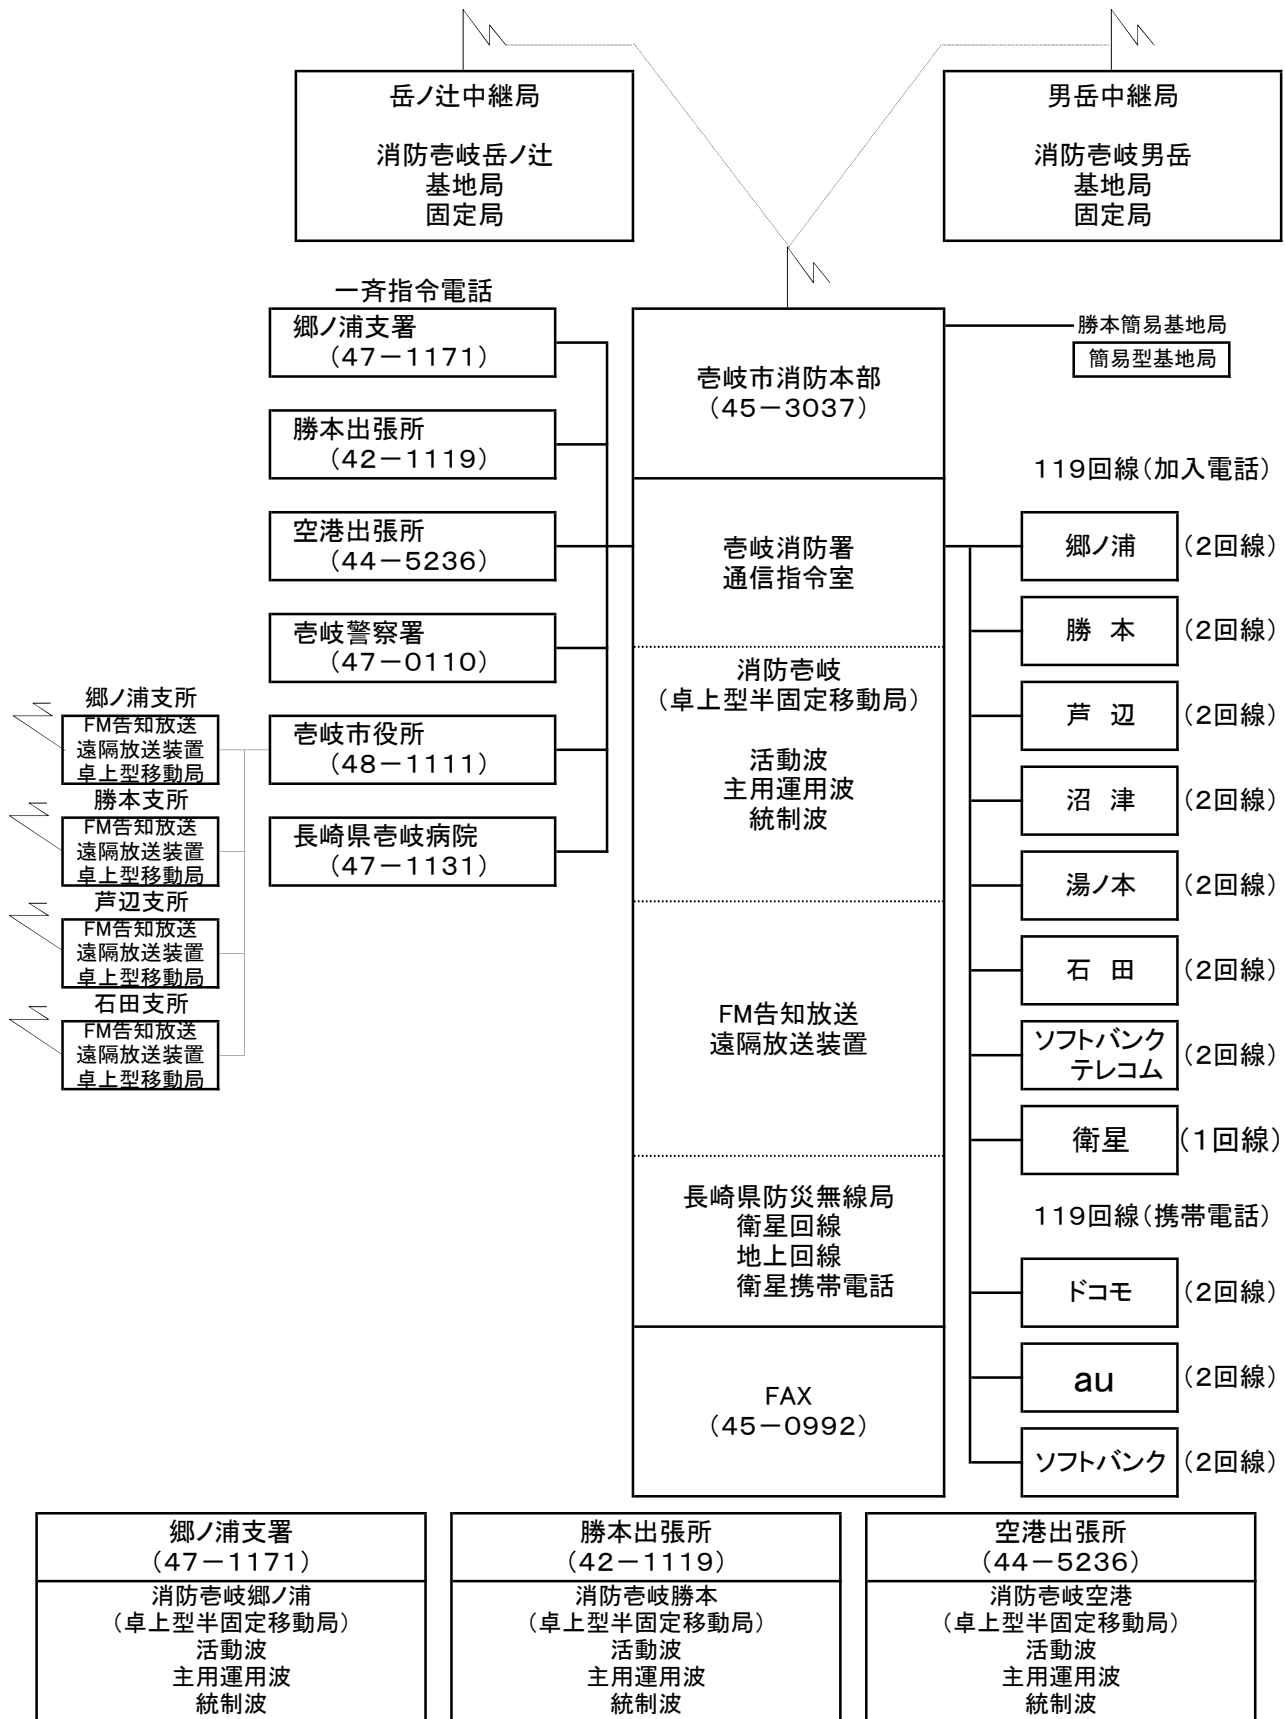 岳ノ辻中継局
消防壱岐岳ノ辻
基地局
固定局
男岳中継局
消防壱岐男岳
基地局
固定局
一斉指令電話
郷ノ浦支署
(47-1171)
勝本出張所
(42-1119)
空港出張所
(44-5236)
壱岐警察署
(47-0110)
壱岐市役所
(48-1111)
長崎県壱岐病院
(47-1131)
郷ノ浦支所
FM告知放送
遠隔放送装置
卓上型移動局
勝本支所
FM告知放送
遠隔放送装置
卓上型移動局
芦辺支所
FM告知放送
遠隔放送装置
卓上型移動局
石田支所
FM告知放送
遠隔放送装置
卓上型移動局
壱岐市消防本部
(45-3037)
壱岐消防署
通信指令室
消防壱岐
(卓上型半固定移動局)
活動波
主用運用波
統制波
FM告知放送
遠隔放送装置
長崎県防災無線局
衛星回線
地上回線
衛星携帯電話
FAX
(45-0992)
勝本簡易基地局
簡易型基地局
119回線(加入電話)
郷ノ浦 (2回線)
勝 本 (2回線)
芦 辺 (2回線)
沼 津 (2回線)
湯ノ本 (2回線)
石 田 (2回線)
ソフトバンク
テレコム (2回線)
衛星 (1回線)
119回線(携帯電話)
ドコモ (2回線)
au (2回線)
ソフトバンク (2回線)
郷ノ浦支署
(47-1171)
消防壱岐郷ノ浦
(卓上型半固定移動局)
活動波
主用運用波
統制波
勝本出張所
(42-1119)
消防壱岐勝本
(卓上型半固定移動局)
活動波
主用運用波
統制波
空港出張所
(44-5236)
消防壱岐空港
(卓上型半固定移動局)
活動波
主用運用波
統制波